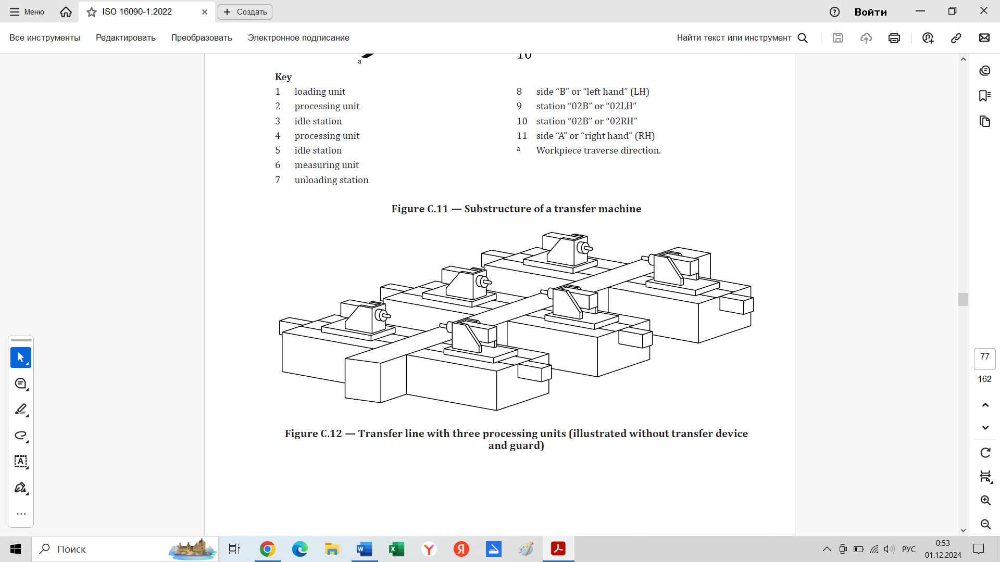 Меню
ISO 16090-1:2022
Создать
Войти
Все инструменты
Редактировать
Преобразовать
Электронное подписание
Найти текст или инструмент
a
10
Key
1 loading unit
2 processing unit
3 idle station
4 processing unit
5 idle station
6 measuring unit
7 unloading station
8 side “B” or “left hand” (LH)
9 station “02B” or “02LH”
10 station “02B” or “02RH”
11 side “A” or “right hand” (RH)
a Workpiece traverse direction.
Figure C.11 — Substructure of a transfer machine
Figure C.12 — Transfer line with three processing units (illustrated without transfer device
and guard)
77
162
Поиск
РУС
0:53
01.12.2024